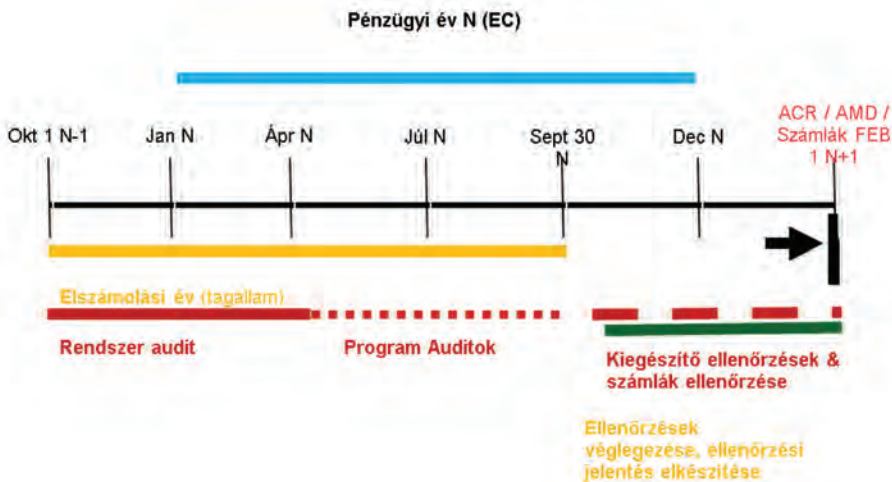 Pénzügyi év N (EC)
ACR / AMD /
Számlák FEB
1 N+1
Okt 1 N-1
Jan N
Ápr N
Júl N
Sept 30
N
Dec N
Elszámolási év (tagallam)
Rendszer audit
Program Auditok
Kiegészítő ellenőrzések &
számlák ellenőrzése
Ellenőrzések
véglegezése, ellenőrzési
jelentés elkészítése